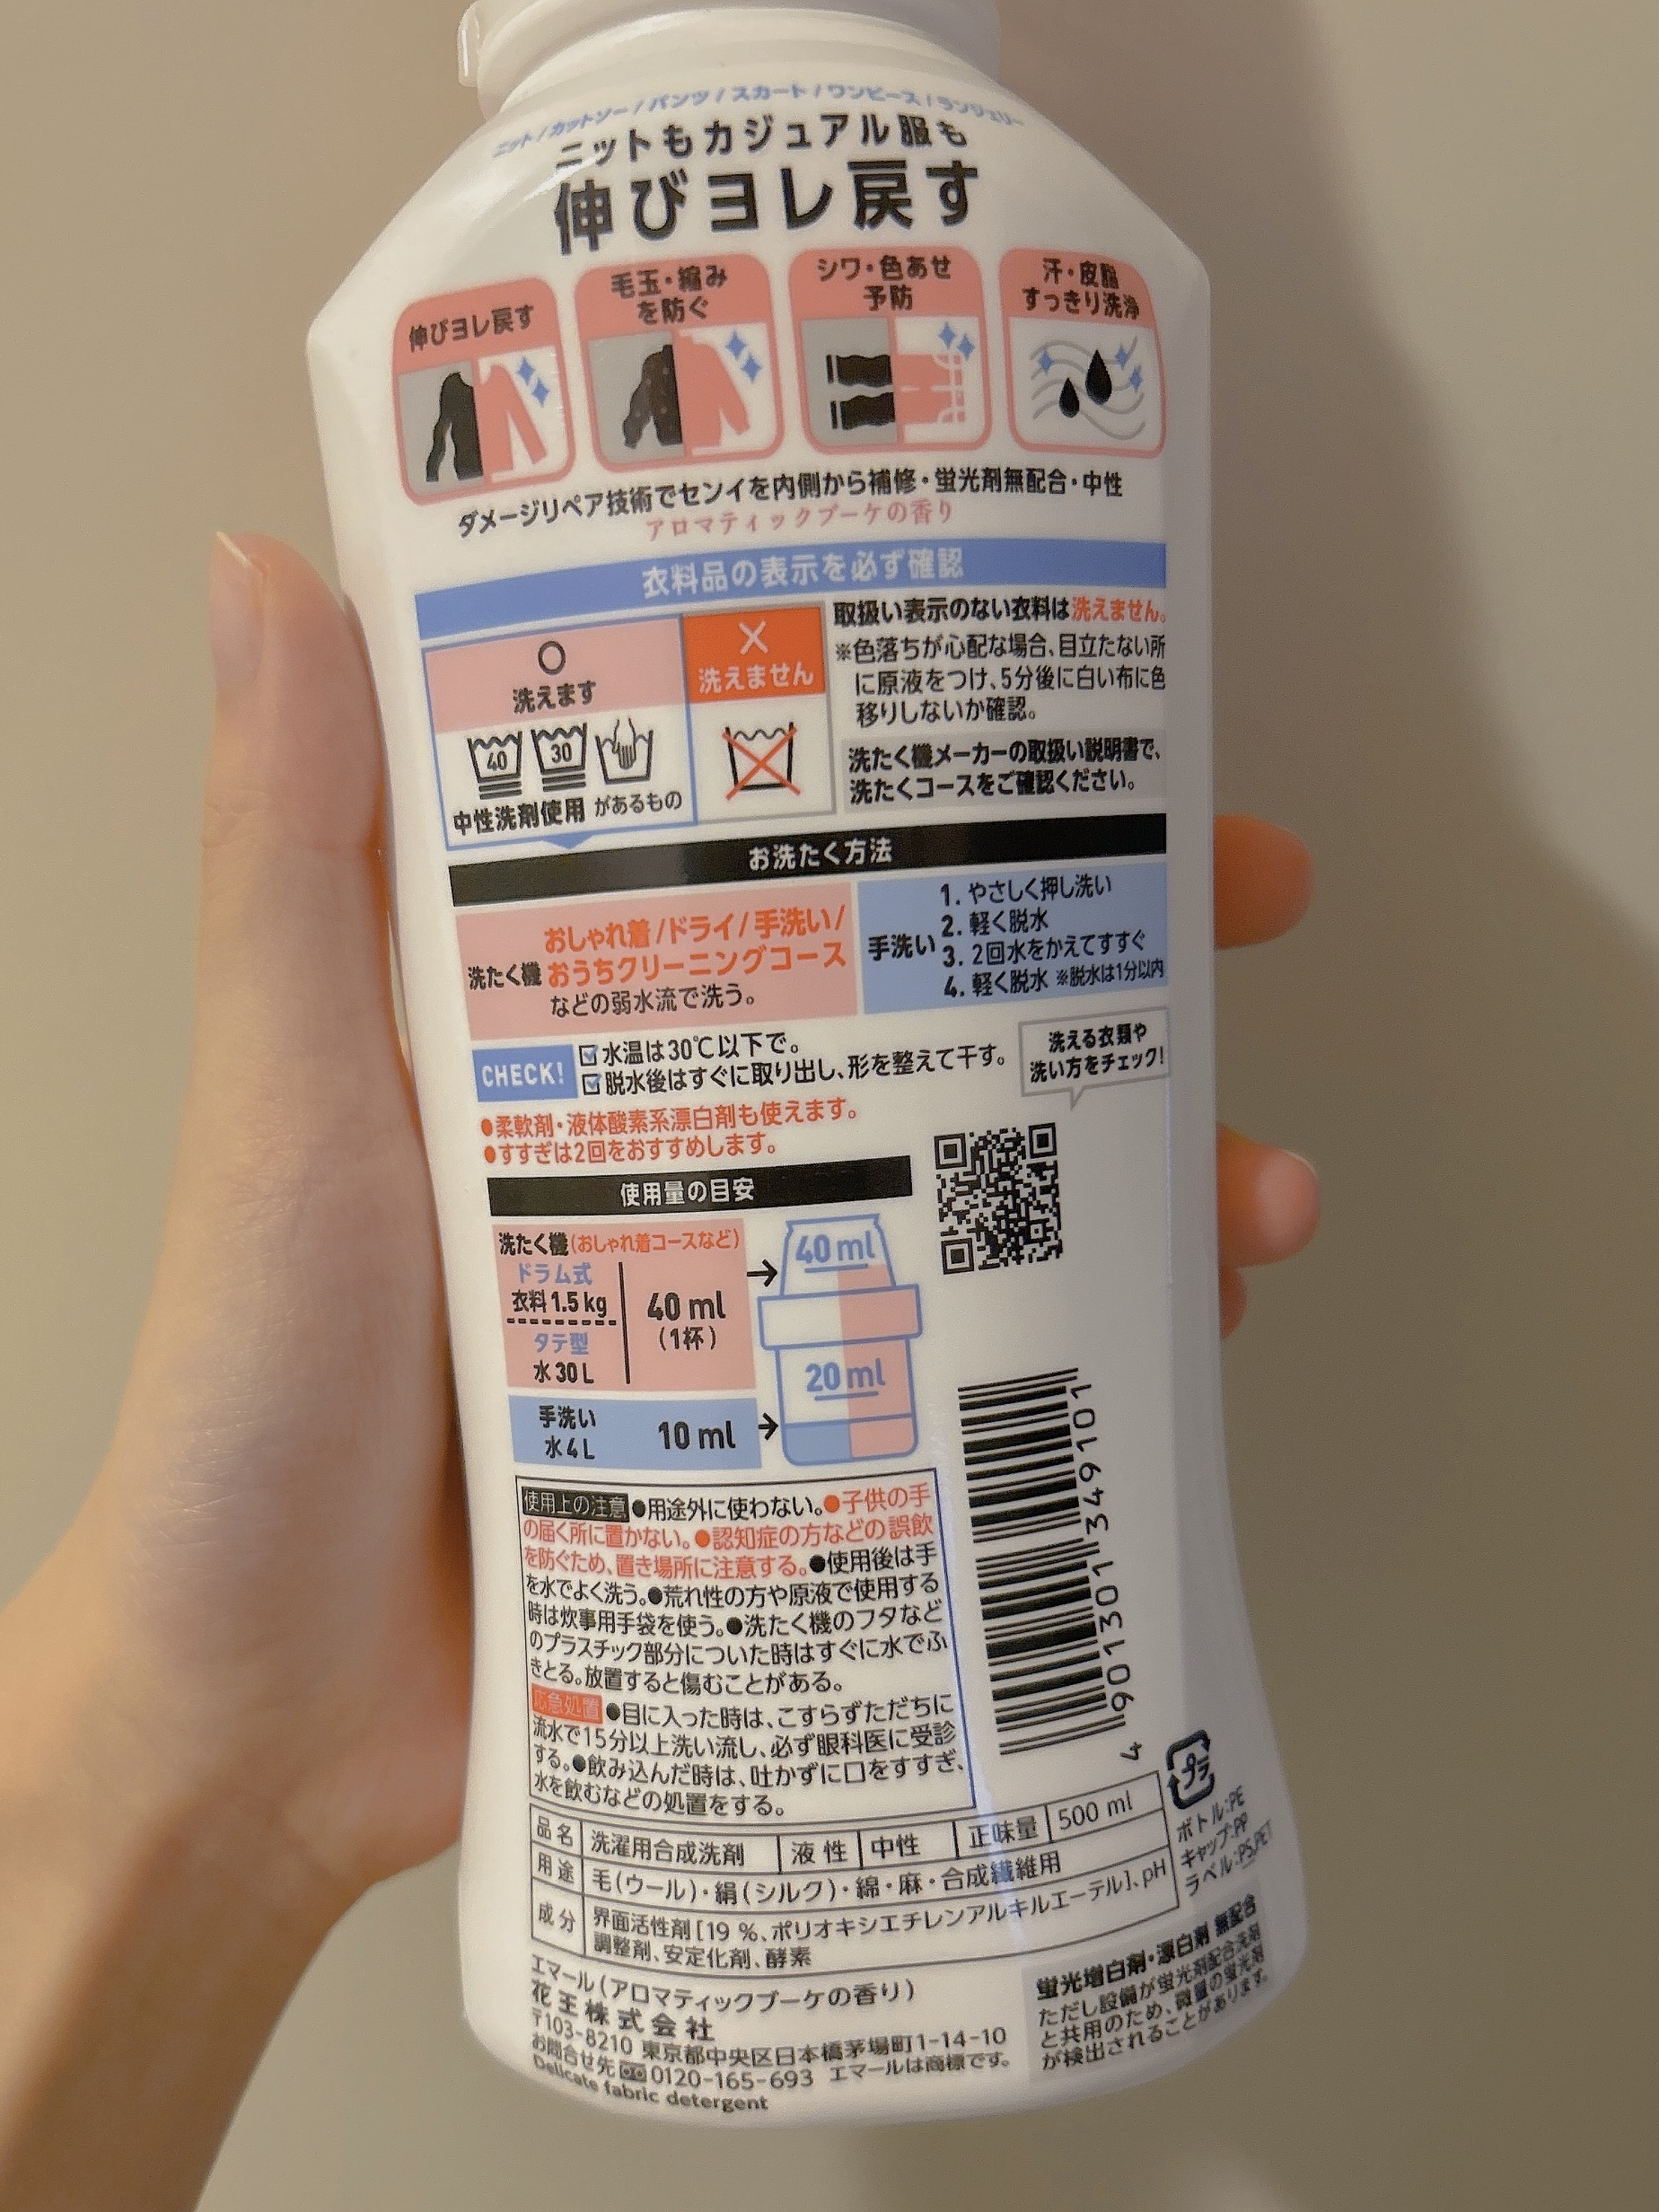 ニット/カットソー/パンツ/スカート/ワンピース/ランジェリー
ニットもカジュアル服も
伸びヨレ戻す
伸びヨレ戻す
毛玉・縮み
を防ぐ
シワ・色あせ
予防
汗・皮脂
すっきり洗浄
ダメージリペア技術でセンイを内側から補修・蛍光剤無配合・中性
アロマティックブーケの香り
衣料品の表示を必ず確認
○
洗えます
40
30
中性洗剤使用 があるもの
×
洗えません
取扱い表示のない衣料は洗えません。
※色落ちが心配な場合、目立たない所
に原液をつけ、5分後に白い布に色
移りしないか確認。
洗たく機メーカーの取扱い説明書で、
洗たくコースをご確認ください。
お洗たく方法
洗たく機
おしゃれ着/ドライ/手洗い/
おうちクリーニングコース
などの弱水流で洗う。
手洗い
1. やさしく押し洗い
2. 軽く脱水
3. 2回水をかえてすすぐ
4. 軽く脱水 ※脱水は1分以内
CHECK!
水温は30℃以下で。
脱水後はすぐに取り出し、形を整えて干す。
洗える衣類や
洗い方をチェック!
●柔軟剤・液体酸素系漂白剤も使えます。
●すすぎは2回をおすすめします。
使用量の目安
洗たく機(おしゃれ着コースなど)
ドラム式
衣料 1.5 kg
タテ型
水 30 L
40 ml
(1杯)
手洗い
水 4 L
10 ml
40 ml
20 ml
使用上の注意 ●用途外に使わない。●子供の手
の届く所に置かない。●認知症の方などの誤飲
を防ぐため、置き場所に注意する。●使用後は手
を水でよく洗う。●荒れ性の方や原液で使用する
時は炊事用手袋を使う。●洗たく機のフタなど
のプラスチック部分についた時はすぐに水でふ
きとる。放置すると傷むことがある。
応急処置 ●目に入った時は、こすらずただちに
流水で15分以上洗い流し、必ず眼科医に受診
する。●飲み込んだ時は、吐かずに口をすすぎ、
水を飲むなどの処置をする。
4 901301 349101
品名 洗濯用合成洗剤 液性 中性 正味量 500 ml
用途 毛(ウール)・絹(シルク)・綿・麻・合成繊維用
成分 界面活性剤[19 %、ポリオキシエチレンアルキルエーテル]、pH
調整剤、安定化剤、酵素
プラ
ボトル:PE
キャップ:PP
ラベル:PS,PET
エマール(アロマティックブーケの香り)
花王株式会社
〒103-8210 東京都中央区日本橋茅場町1-14-10
お問合せ先 0120-165-693 エマールは商標です。
Delicate fabric detergent
蛍光増白剤・漂白剤 無配合
ただし設備が蛍光剤配合洗剤
と共用のため、微量の蛍光剤
が検出されることがあります。